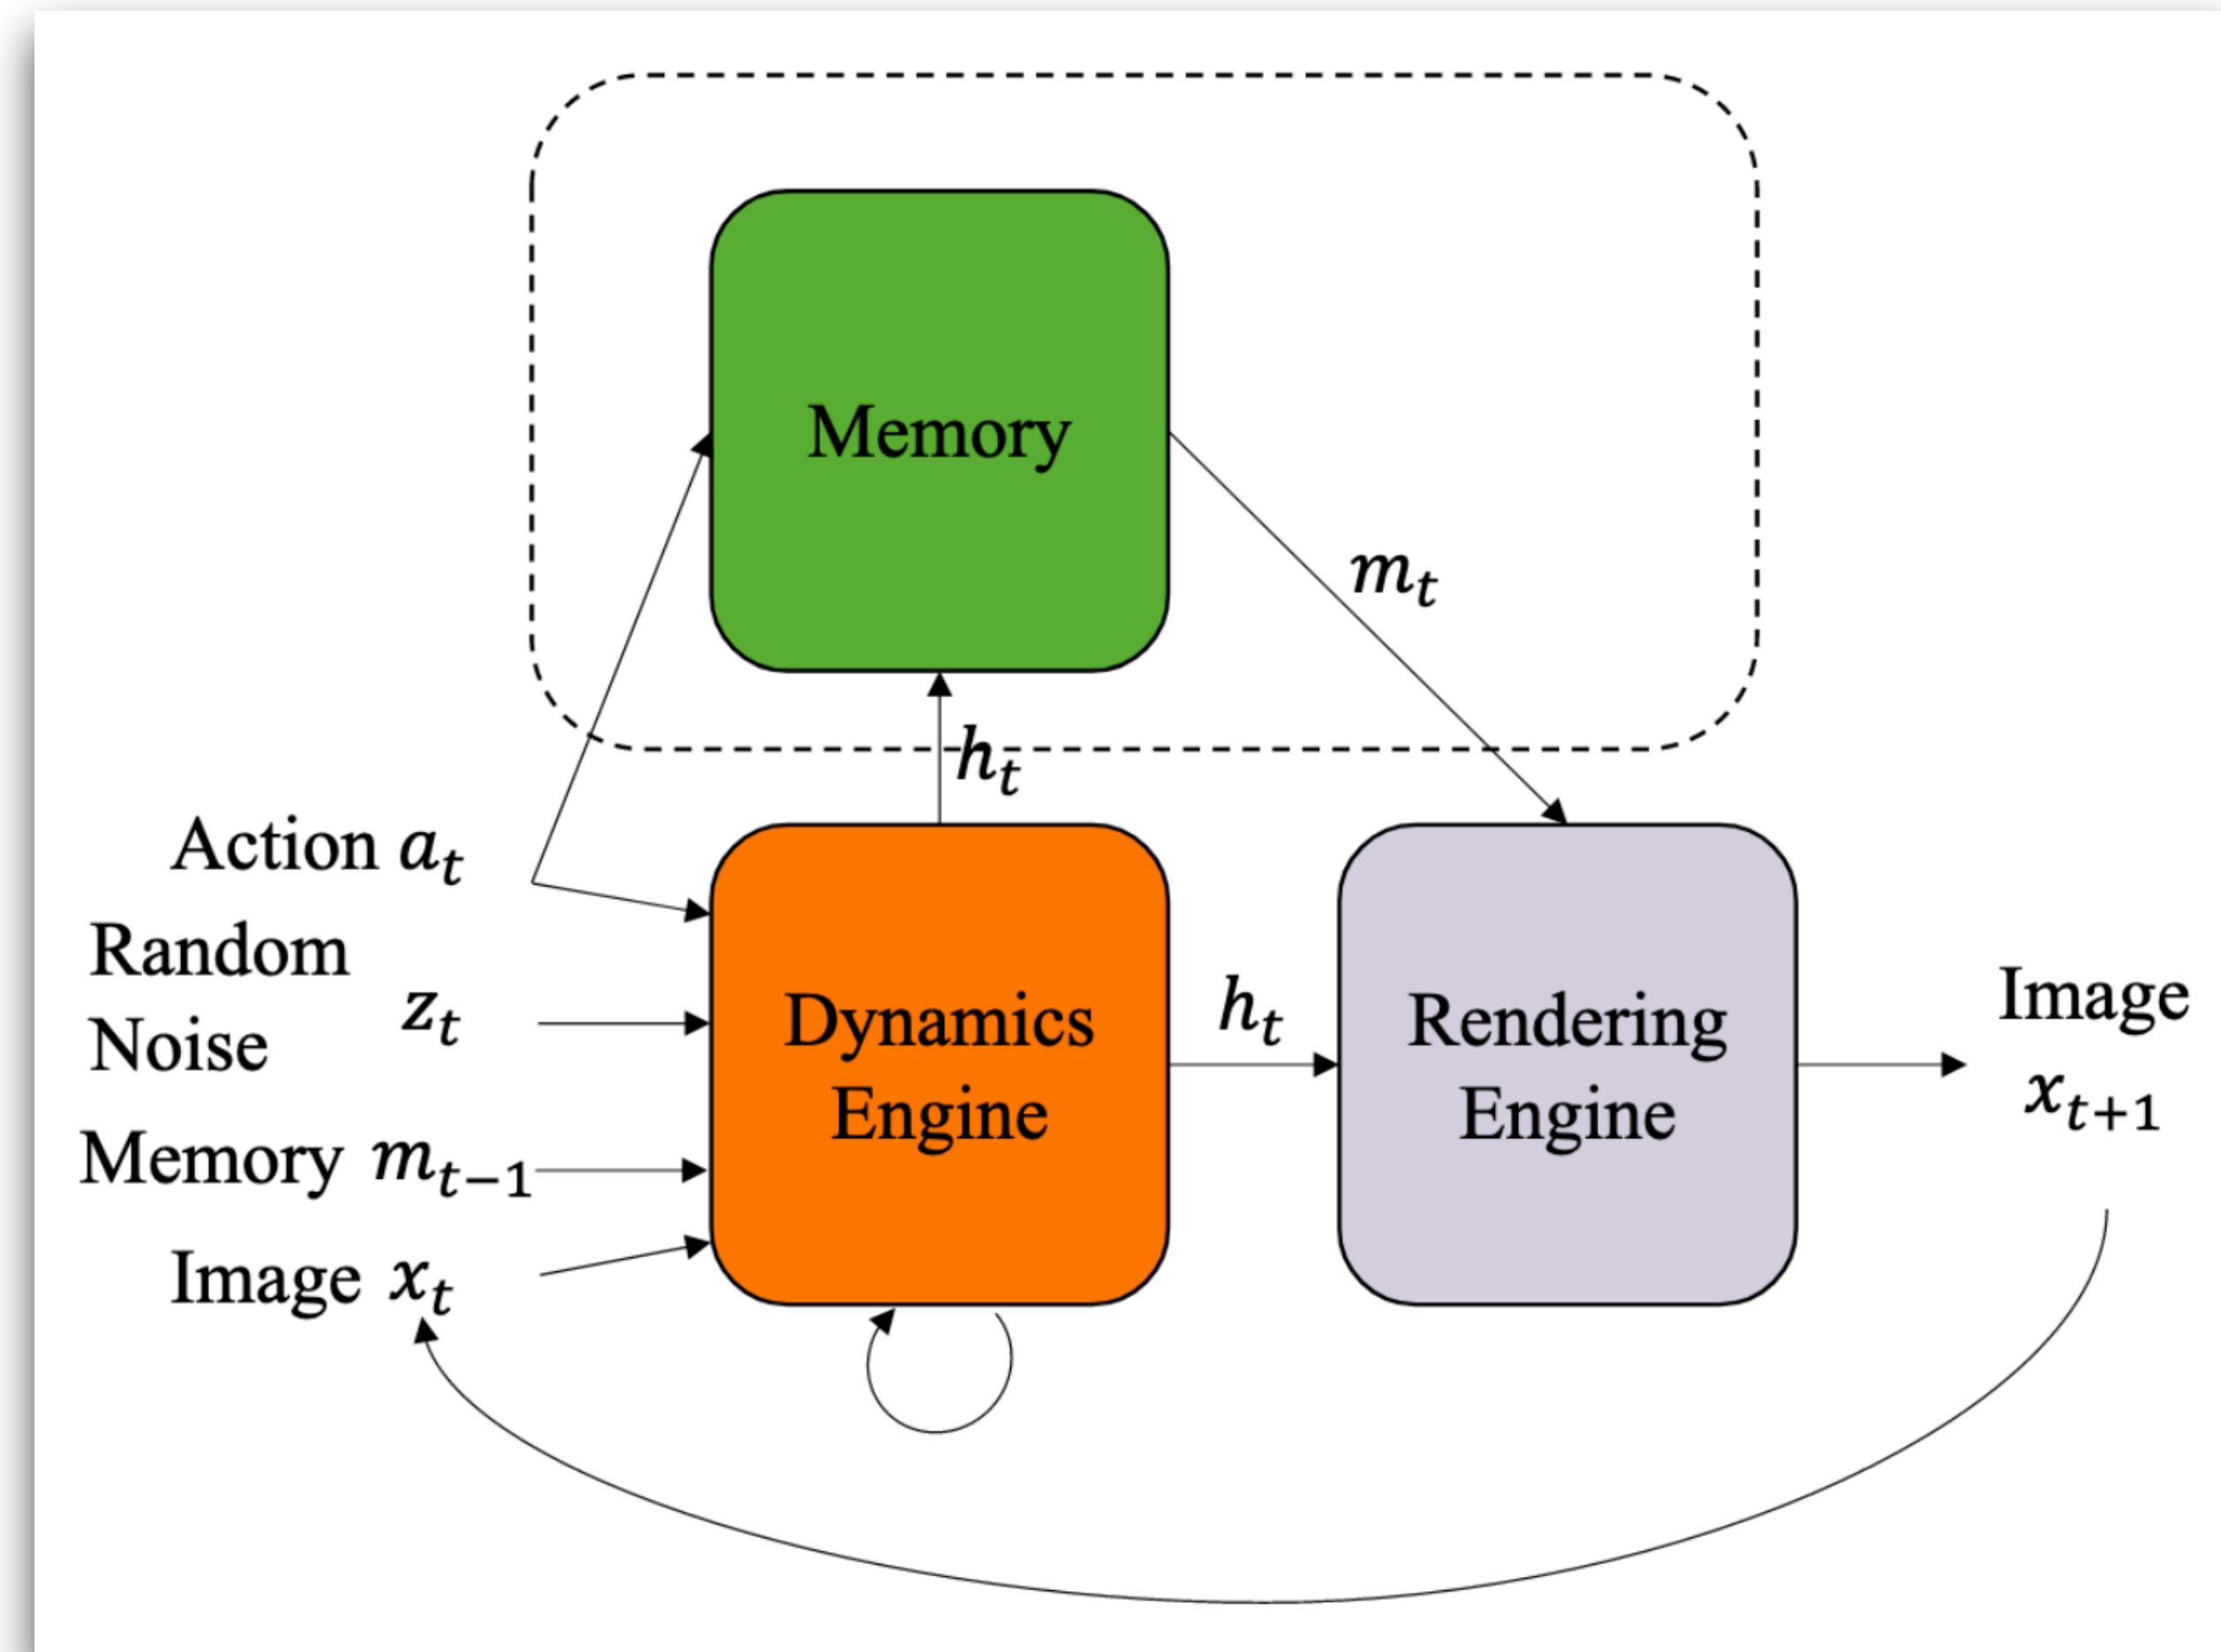 Memory
m_t
h_t
Action a_t
Random
Noise
z_t
Memory m_{t-1}
Image x_t
Dynamics
Engine
h_t
Rendering
Engine
Image
x_{t+1}